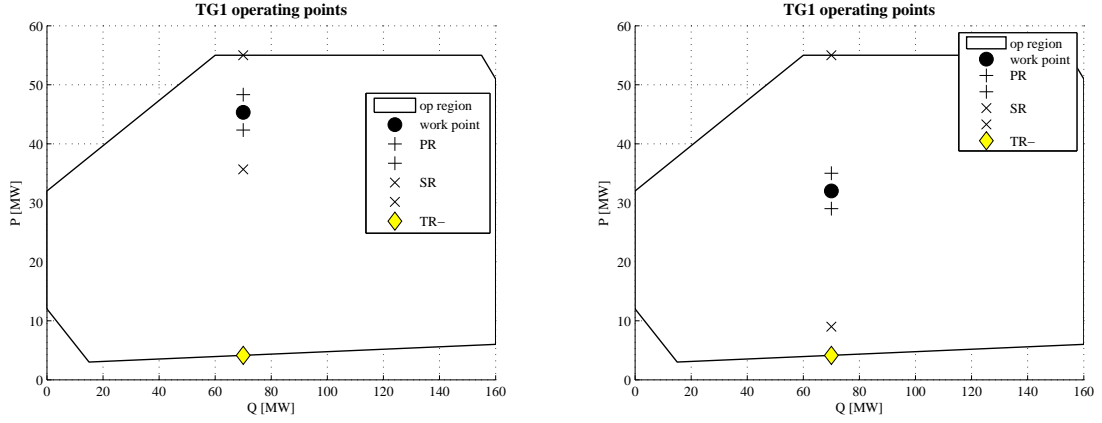 TG1 operating points
60
50
40
30
20
10
0
P [MW]
0 20 40 60 80 100 120 140 160
Q [MW]
op region
work point
PR
SR
TR−
TG1 operating points
60
50
40
30
20
10
0
P [MW]
0 20 40 60 80 100 120 140 160
Q [MW]
op region
work point
PR
SR
TR−